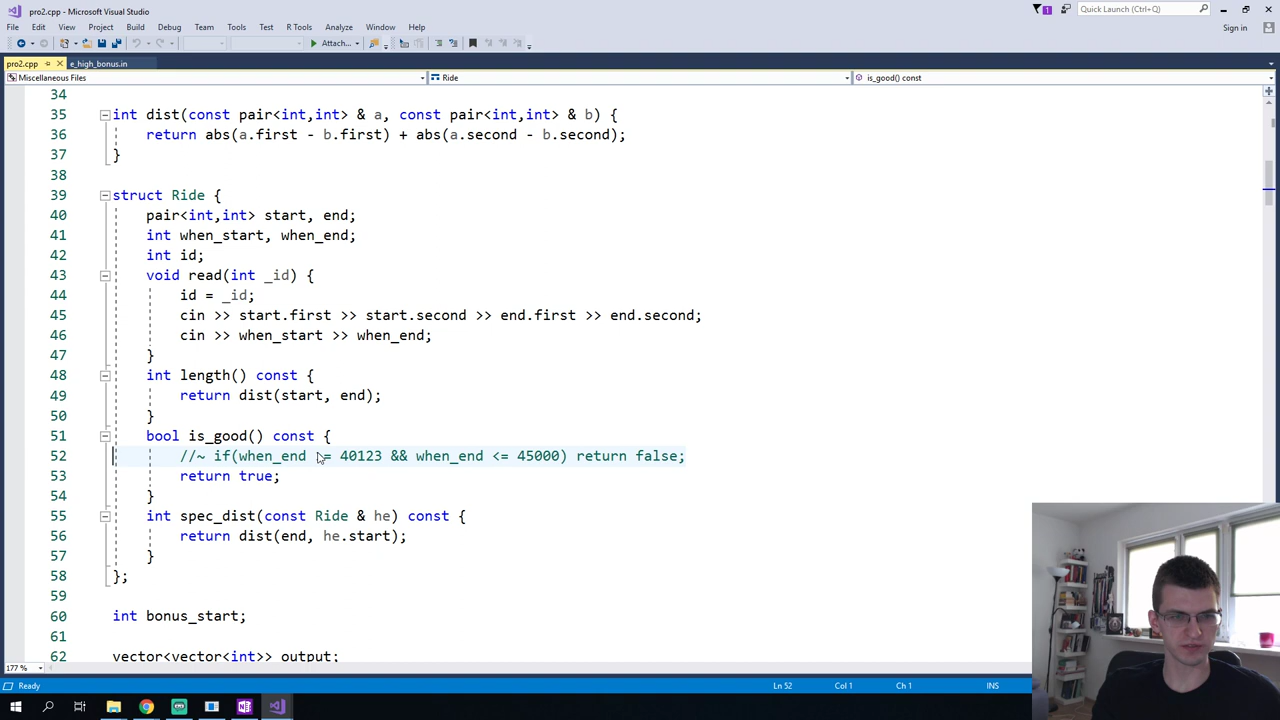 pro2.cpp - Microsoft Visual Studio
1
Quick Launch (Ctrl+Q)
File Edit View Project Build Debug Team Tools Test R Tools Analyze Window Help
Sign in
Attach...
pro2.cpp
e_high_bonus.in
Miscellaneous Files
Ride
is_good() const
34
35 int dist(const pair<int,int> & a, const pair<int,int> & b) {
36 return abs(a.first - b.first) + abs(a.second - b.second);
37 }
38
39 struct Ride {
40 pair<int,int> start, end;
41 int when_start, when_end;
42 int id;
43 void read(int _id) {
44 id = _id;
45 cin >> start.first >> start.second >> end.first >> end.second;
46 cin >> when_start >> when_end;
47 }
48 int length() const {
49 return dist(start, end);
50 }
51 bool is_good() const {
52 //~ if(when_end = 40123 && when_end <= 45000) return false;
53 return true;
54 }
55 int spec_dist(const Ride & he) const {
56 return dist(end, he.start);
57 }
58 };
59
60 int bonus_start;
61
62 vector<vector<int>> output;
177 %
Ready
Ln 52
Col 1
Ch 1
INS